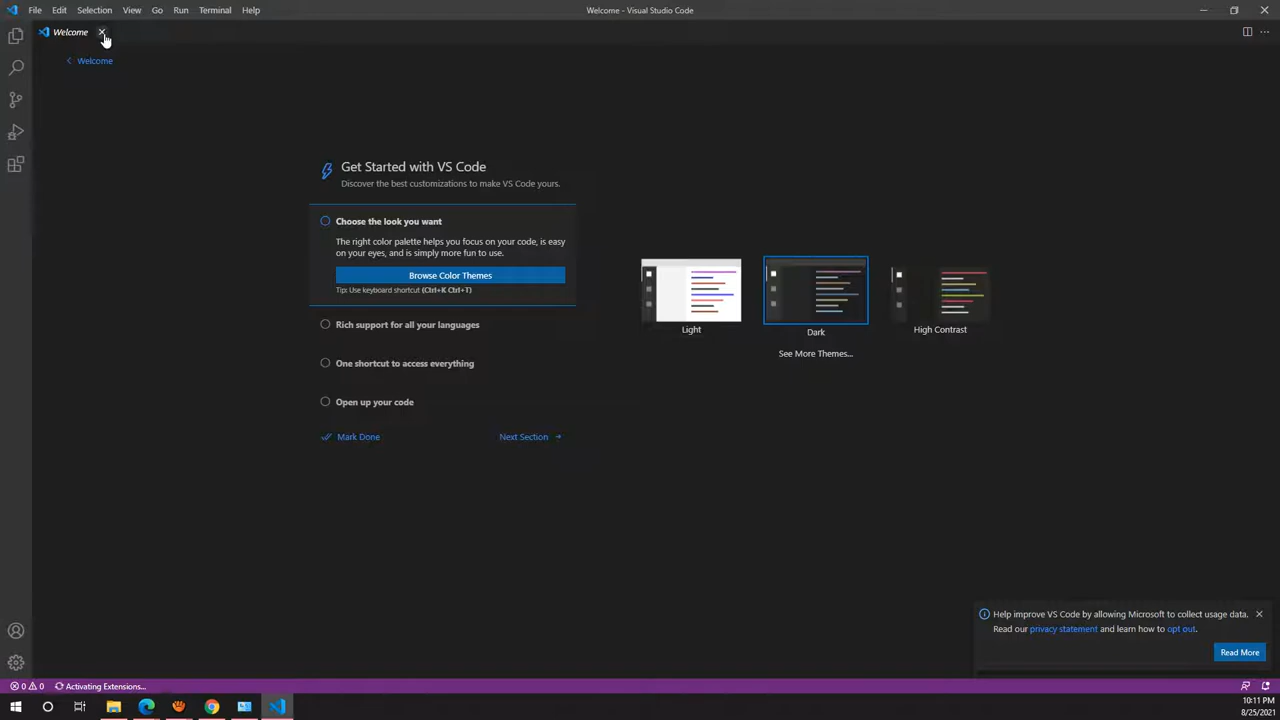 File Edit Selection View Go Run Terminal Help Welcome - Visual Studio Code
Welcome
Welcome
Get Started with VS Code
Discover the best customizations to make VS Code yours.
Choose the look you want
The right color palette helps you focus on your code, is easy
on your eyes, and is simply more fun to use.
Browse Color Themes
Tip: Use keyboard shortcut (Ctrl+K Ctrl+T)
Light
Dark
High Contrast
See More Themes...
Rich support for all your languages
One shortcut to access everything
Open up your code
Mark Done Next Section
Help improve VS Code by allowing Microsoft to collect usage data.
Read our privacy statement and learn how to opt out.
Read More
0 0 Activating Extensions...
10:11 PM
8/25/2021